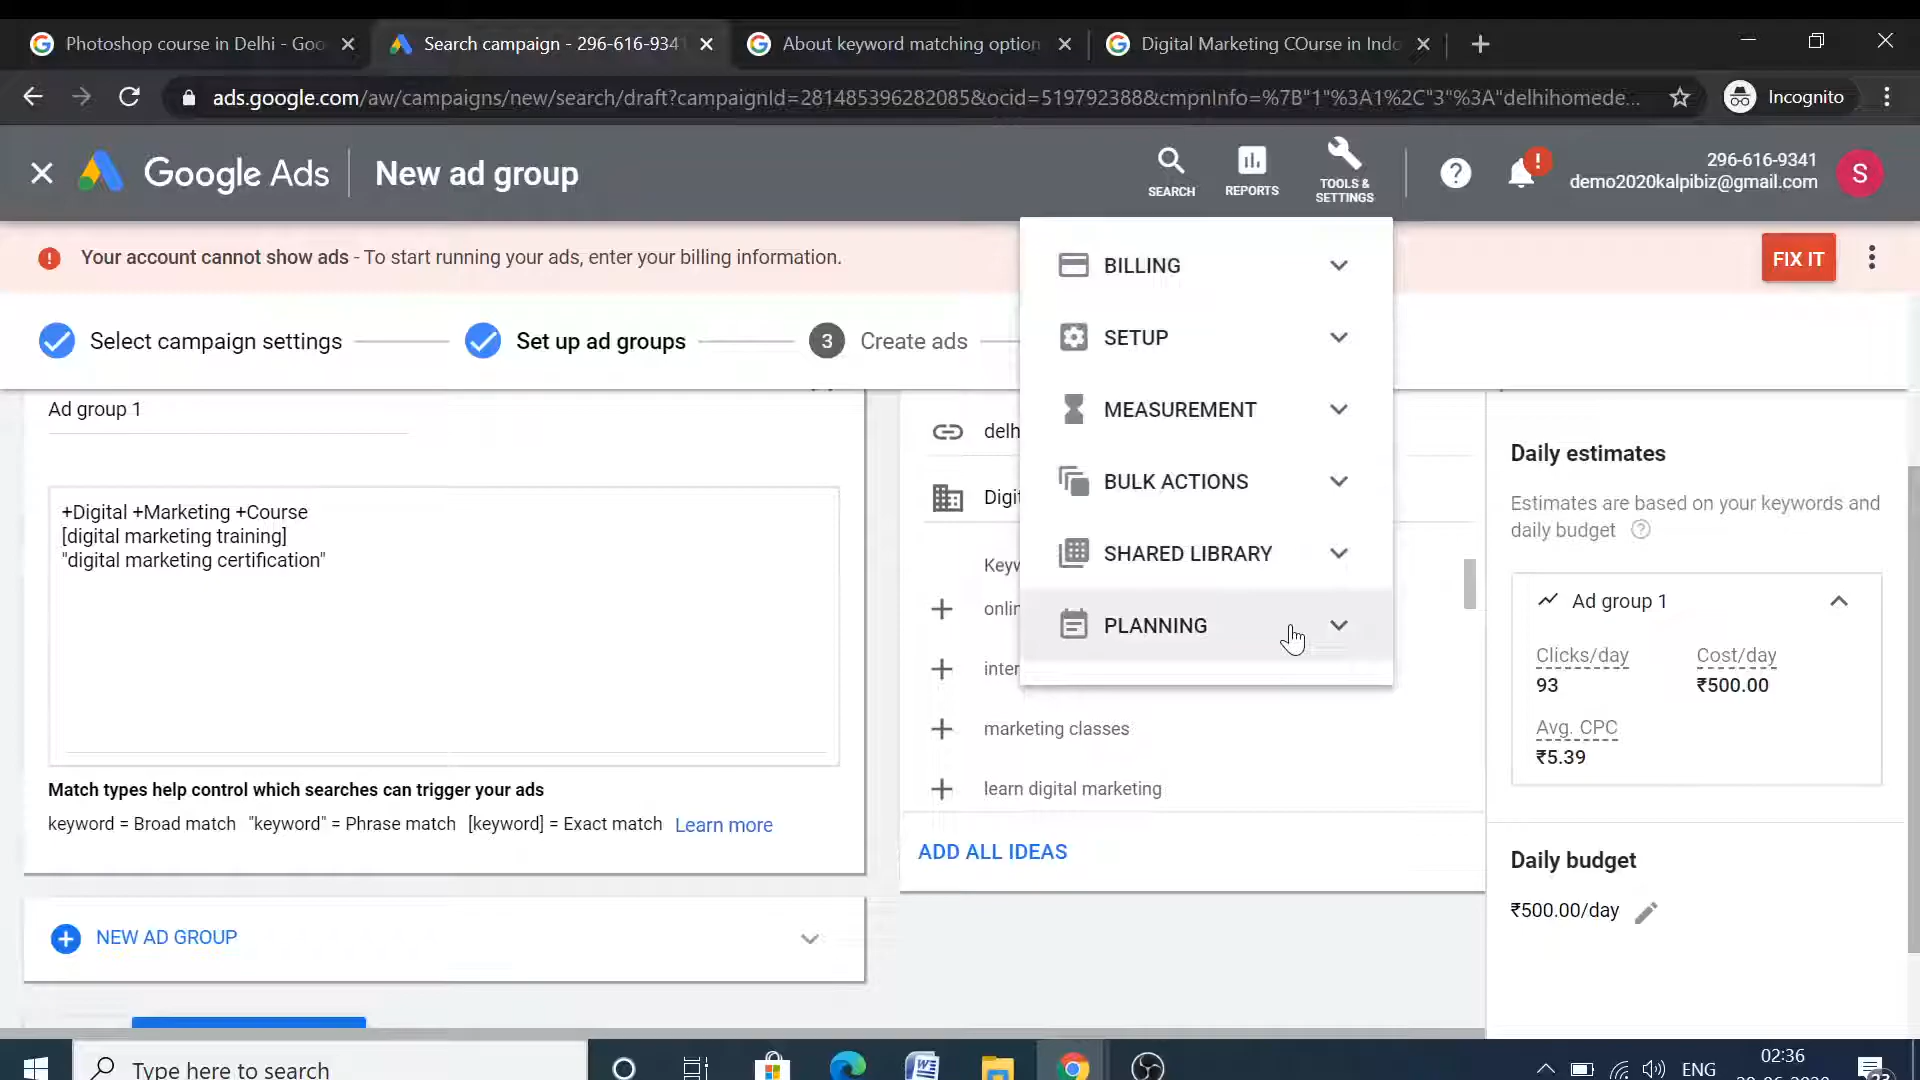 Photoshop course in Delhi - Goo
Search campaign - 296-616-9341
About keyword matching option
Digital Marketing COurse in Indo
ads.google.com/aw/campaigns/new/search/draft?campaignId=281485396282085&ocid=519792388&cmpnInfo=%7B"1"%3A1%2C"3"%3A"delhihomede...
Incognito
Google Ads
New ad group
SEARCH
REPORTS
TOOLS &
SETTINGS
?
!
296-616-9341
demo2020kalpibiz@gmail.com
S
! Your account cannot show ads - To start running your ads, enter your billing information.
FIX IT
Select campaign settings
Set up ad groups
3 Create ads
BILLING
SETUP
MEASUREMENT
BULK ACTIONS
SHARED LIBRARY
PLANNING
Ad group 1
+Digital +Marketing +Course
[digital marketing training]
"digital marketing certification"
Match types help control which searches can trigger your ads
keyword = Broad match "keyword" = Phrase match [keyword] = Exact match Learn more
NEW AD GROUP
delh
Digit
Keyw
onlin
inter
marketing classes
learn digital marketing
ADD ALL IDEAS
Daily estimates
Estimates are based on your keywords and
daily budget ?
Ad group 1
Clicks/day Cost/day
93 ₹500.00
Avg. CPC
₹5.39
Daily budget
₹500.00/day
Type here to search
ENG
02:36